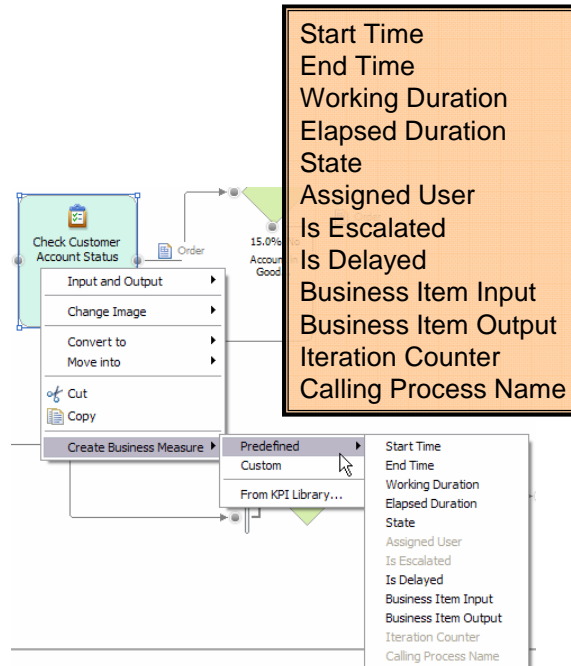 Start Time
End Time
Working Duration
Elapsed Duration
State
Assigned User
Is Escalated
Is Delayed
Business Item Input
Business Item Output
Iteration Counter
Calling Process Name
Check Customer
Account Status
Order
15.0%
Good
Input and Output
Change Image
Convert to
Move into
Cut
Copy
Create Business Measure
Predefined
Custom
From KPI Library...
Start Time
End Time
Working Duration
Elapsed Duration
State
Assigned User
Is Escalated
Is Delayed
Business Item Input
Business Item Output
Iteration Counter
Calling Process Name